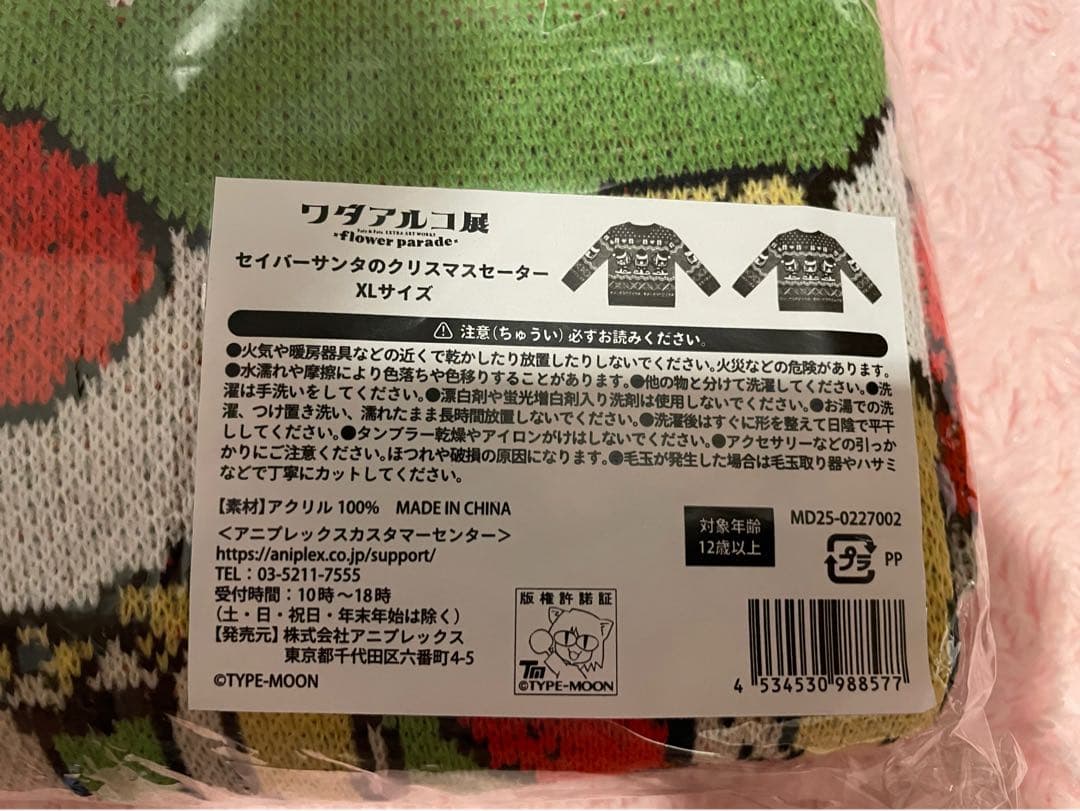 ワダアルコ展
Fate & Fate EXTRA ART WORKS
flower parade
セイバーサンタのクリスマスセーター
XLサイズ
注意(ちゅうい)必ずお読みください。
●火気や暖房器具などの近くで乾かしたり放置したりしないでください。火災などの危険があります。
●水濡れや摩擦により色落ちや色移りすることがあります。●他の物と分けて洗濯してください。●洗
濯は手洗いをしてください。●漂白剤や蛍光増白剤入り洗剤は使用しないでください。●お湯での洗
濯、つけ置き洗い、濡れたまま長時間放置しないでください。●洗濯後はすぐに形を整えて日陰で平干
ししてください。●タンブラー乾燥やアイロンがけはしないでください。●アクセサリーなどの引っか
かりにご注意ください。ほつれや破損の原因になります。●毛玉が発生した場合は毛玉取り器やハサミ
などで丁寧にカットしてください。
【素材】アクリル 100% MADE IN CHINA
<アニプレックスカスタマーセンター>
https://aniplex.co.jp/support/
TEL:03-5211-7555
受付時間:10時~18時
(土・日・祝日・年末年始は除く)
【発売元】株式会社アニプレックス
東京都千代田区六番町4-5
©TYPE-MOON
版権許諾証
TM
©TYPE-MOON
対象年齢
12歳以上
MD25-0227002
プラ PP
4 534530 988577